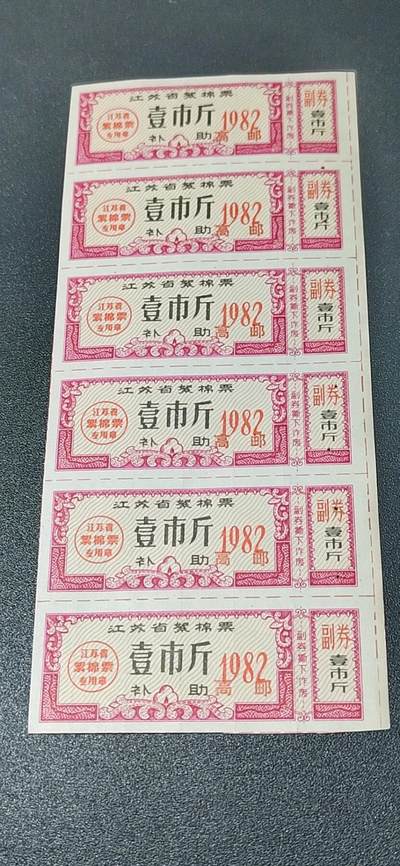 江苏省絮棉票
江苏省
絮棉票
专用章
壹市斤
1982
补助
高邮
副券撕下作废
副券
壹市斤
江苏省絮棉票
江苏省
絮棉票
专用章
壹市斤
1982
补助
高邮
副券撕下作废
副券
壹市斤
江苏省絮棉票
江苏省
絮棉票
专用章
壹市斤
1982
补助
高邮
副券撕下作废
副券
壹市斤
江苏省絮棉票
江苏省
絮棉票
专用章
壹市斤
1982
补助
高邮
副券撕下作废
副券
壹市斤
江苏省絮棉票
江苏省
絮棉票
专用章
壹市斤
1982
补助
高邮
副券撕下作废
副券
壹市斤
江苏省絮棉票
江苏省
絮棉票
专用章
壹市斤
1982
补助
高邮
副券撕下作废
副券
壹市斤